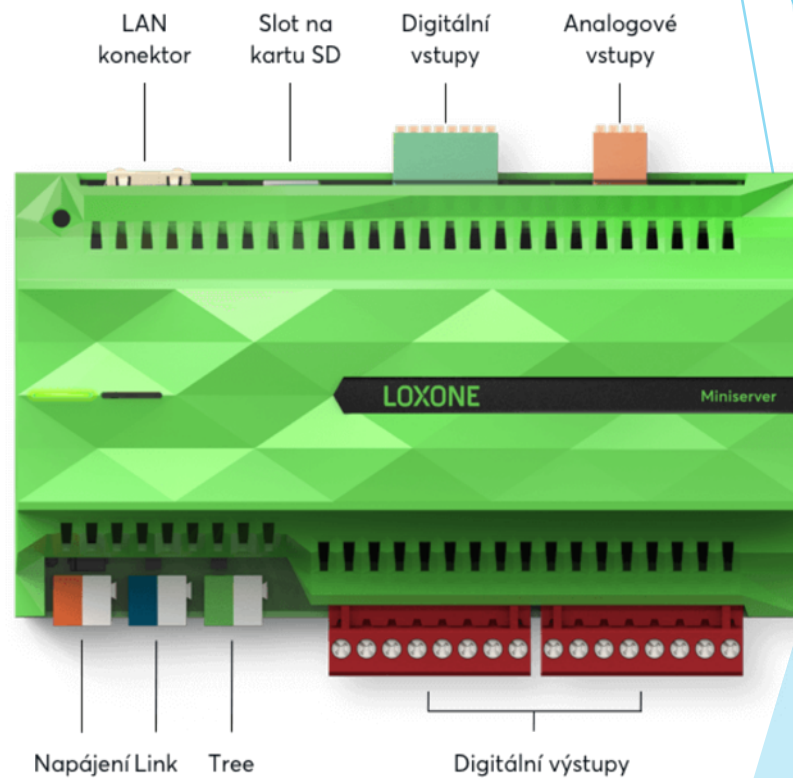 LAN
konektor
Slot na
kartu SD
Digitální
vstupy
Analogové
vstupy
LOXONE
Miniserver
Napájení
Link
Tree
Digitální výstupy